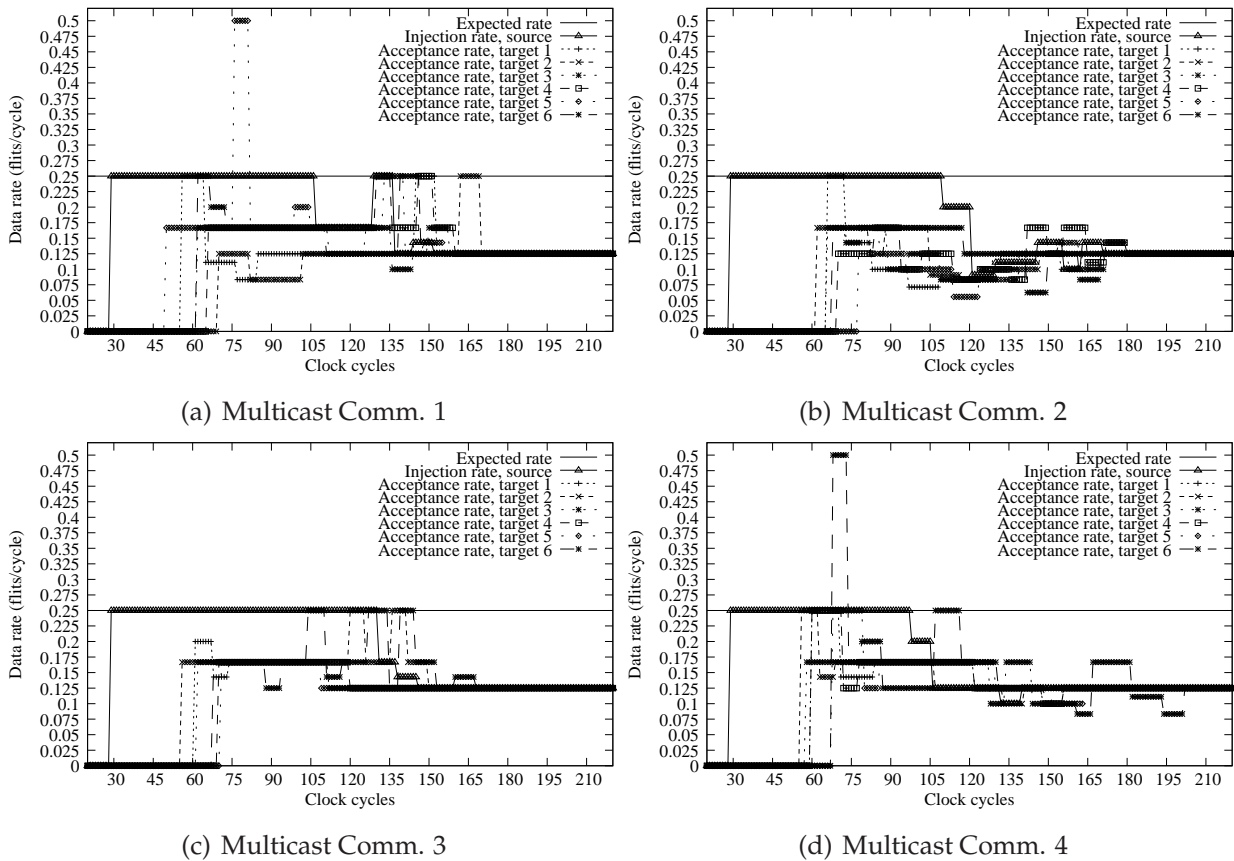 0.5
0.475
0.45
0.425
0.4
0.375
0.35
0.325
0.3
0.275
0.25
0.225
0.2
0.175
0.15
0.125
0.1
0.075
0.05
0.025
0
Data rate (flits/cycle)
Expected rate
Injection rate, source
Acceptance rate, target 1
Acceptance rate, target 2
Acceptance rate, target 3
Acceptance rate, target 4
Acceptance rate, target 5
Acceptance rate, target 6
30 45 60 75 90 105 120 135 150 165 180 195 210
Clock cycles
(a) Multicast Comm. 1
0.5
0.475
0.45
0.425
0.4
0.375
0.35
0.325
0.3
0.275
0.25
0.225
0.2
0.175
0.15
0.125
0.1
0.075
0.05
0.025
0
Data rate (flits/cycle)
Expected rate
Injection rate, source
Acceptance rate, target 1
Acceptance rate, target 2
Acceptance rate, target 3
Acceptance rate, target 4
Acceptance rate, target 5
Acceptance rate, target 6
30 45 60 75 90 105 120 135 150 165 180 195 210
Clock cycles
(b) Multicast Comm. 2
0.5
0.475
0.45
0.425
0.4
0.375
0.35
0.325
0.3
0.275
0.25
0.225
0.2
0.175
0.15
0.125
0.1
0.075
0.05
0.025
0
Data rate (flits/cycle)
Expected rate
Injection rate, source
Acceptance rate, target 1
Acceptance rate, target 2
Acceptance rate, target 3
Acceptance rate, target 4
Acceptance rate, target 5
Acceptance rate, target 6
30 45 60 75 90 105 120 135 150 165 180 195 210
Clock cycles
(c) Multicast Comm. 3
0.5
0.475
0.45
0.425
0.4
0.375
0.35
0.325
0.3
0.275
0.25
0.225
0.2
0.175
0.15
0.125
0.1
0.075
0.05
0.025
0
Data rate (flits/cycle)
Expected rate
Injection rate, source
Acceptance rate, target 1
Acceptance rate, target 2
Acceptance rate, target 3
Acceptance rate, target 4
Acceptance rate, target 5
Acceptance rate, target 6
30 45 60 75 90 105 120 135 150 165 180 195 210
Clock cycles
(d) Multicast Comm. 4